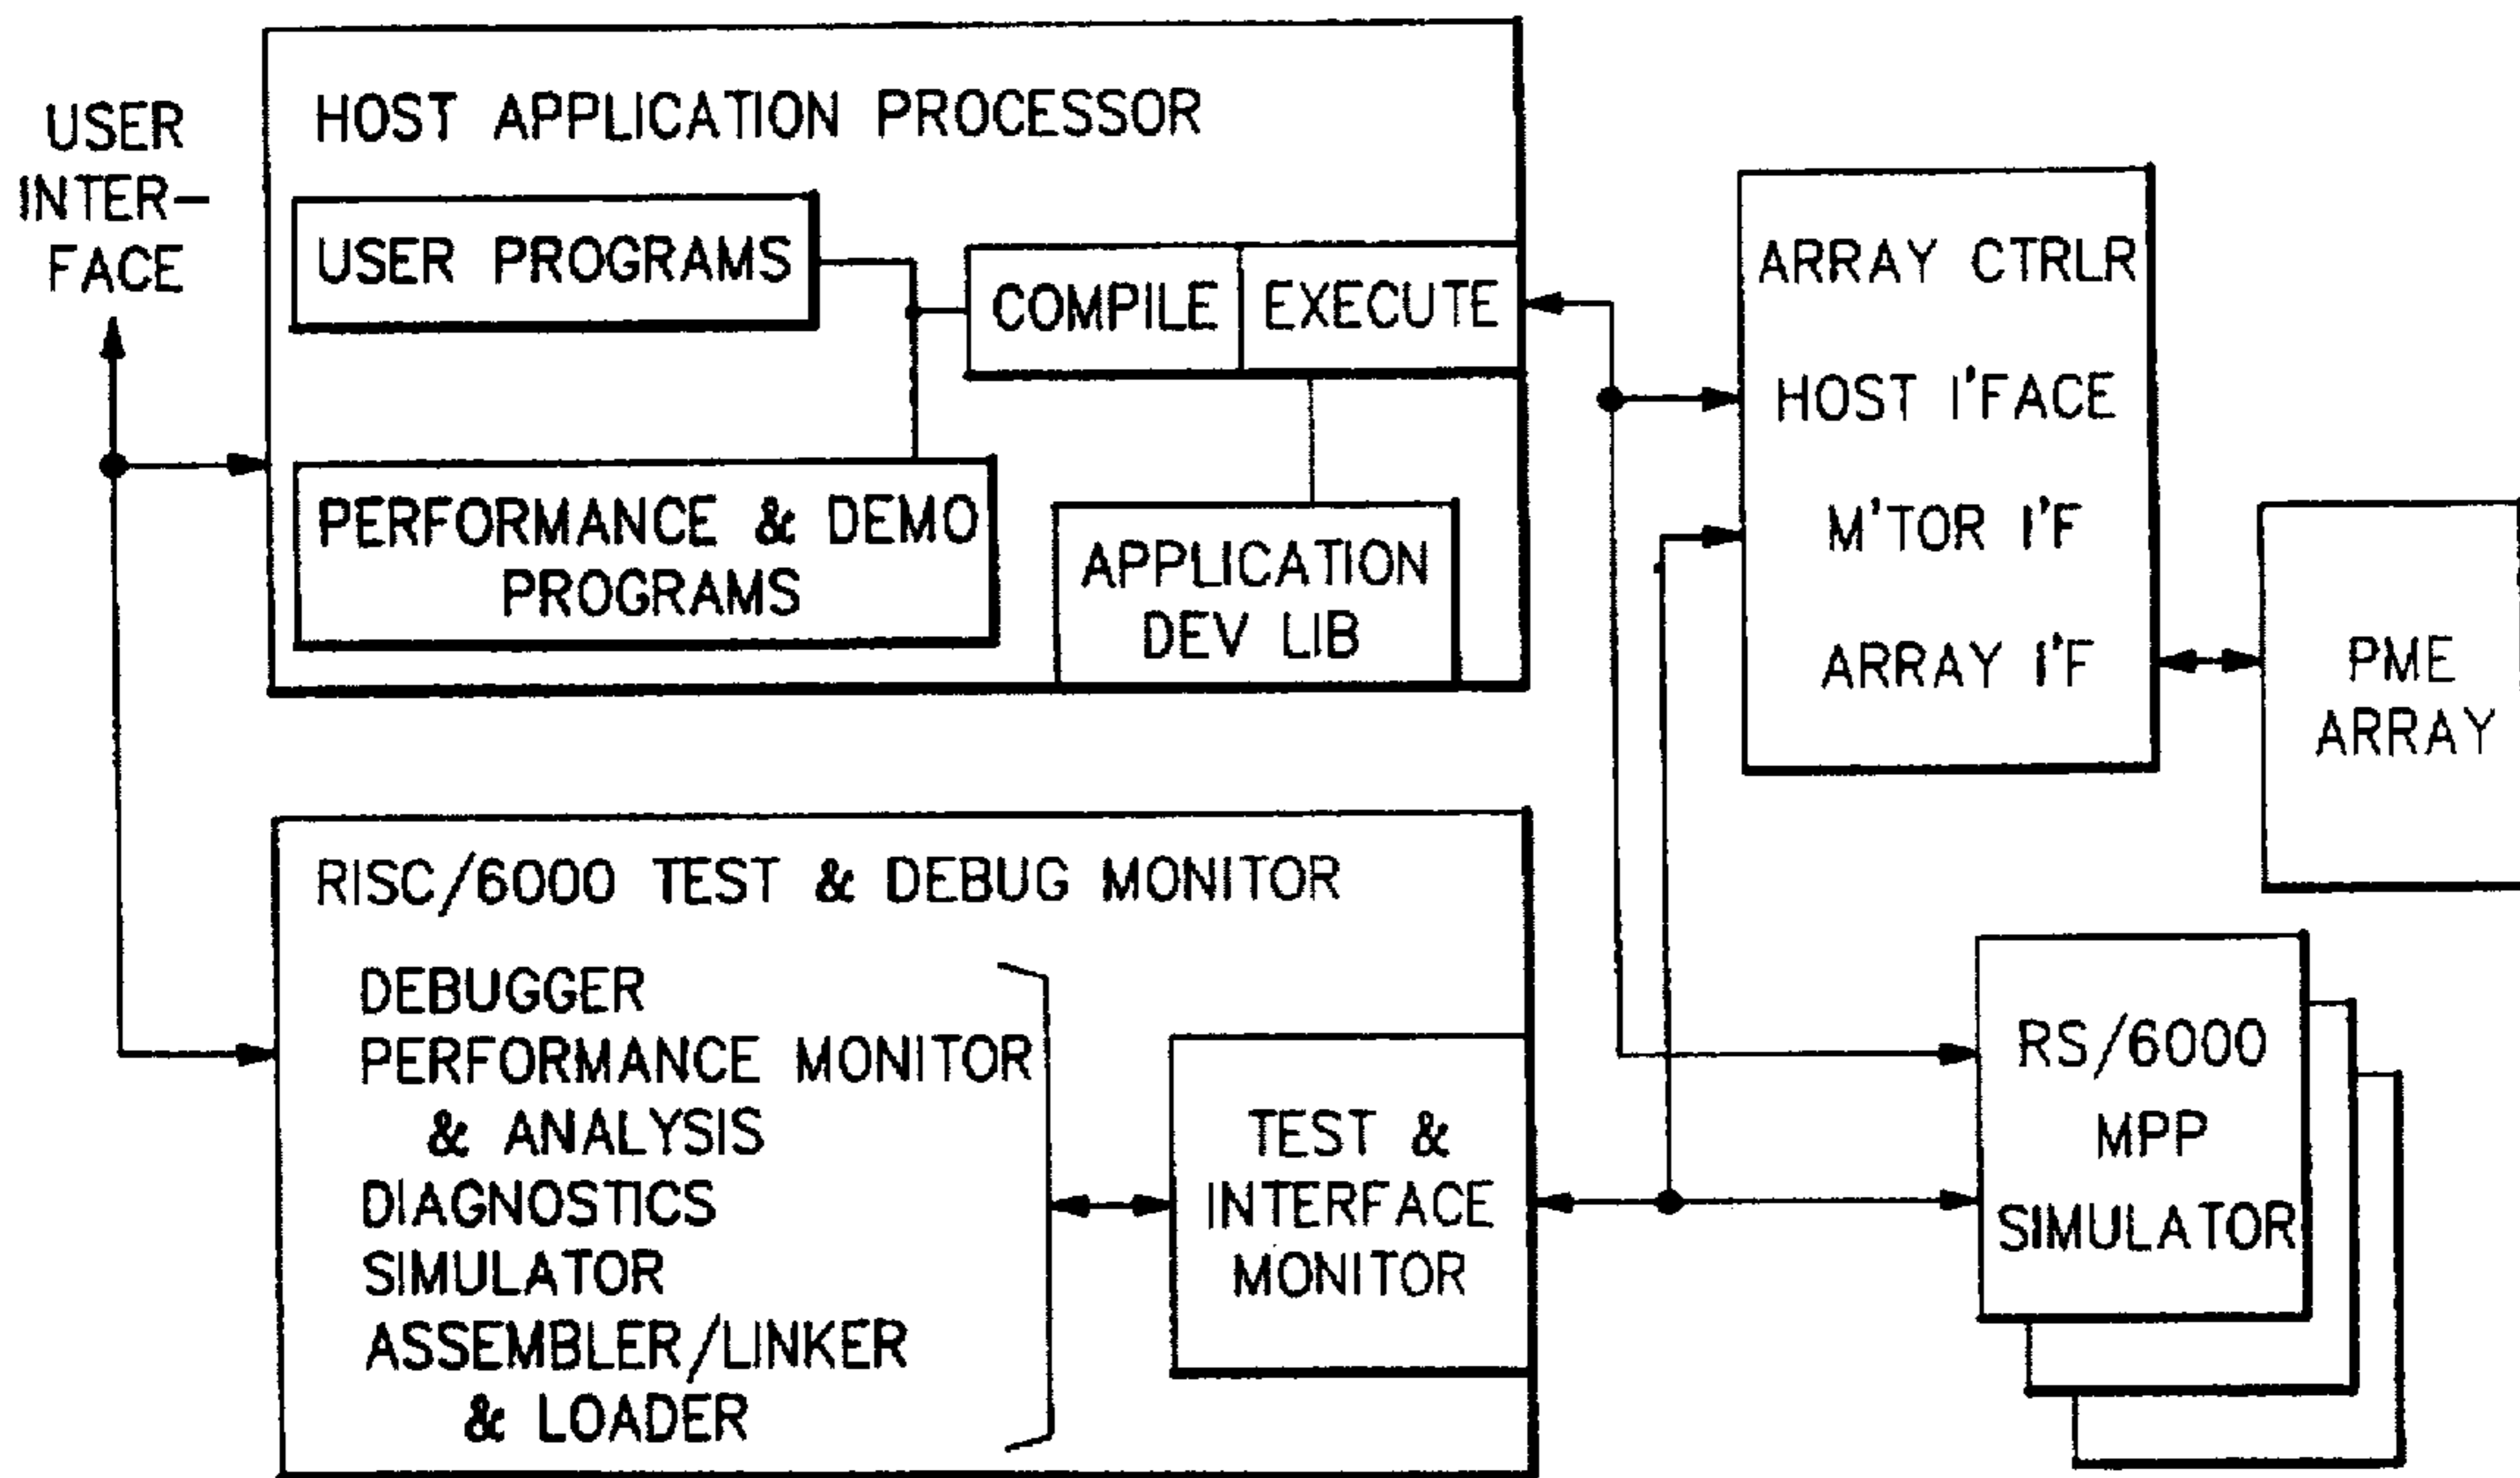 USER
INTER-
FACE
HOST APPLICATION PROCESSOR
USER PROGRAMS
COMPILE
EXECUTE
PERFORMANCE & DEMO
PROGRAMS
APPLICATION
DEV LIB
ARRAY CTRLR
HOST I'FACE
M'TOR I'F
ARRAY I'F
PME
ARRAY
RISC/6000 TEST & DEBUG MONITOR
DEBUGGER
PERFORMANCE MONITOR
& ANALYSIS
DIAGNOSTICS
SIMULATOR
ASSEMBLER/LINKER
& LOADER
TEST &
INTERFACE
MONITOR
RS/6000
MPP
SIMULATOR